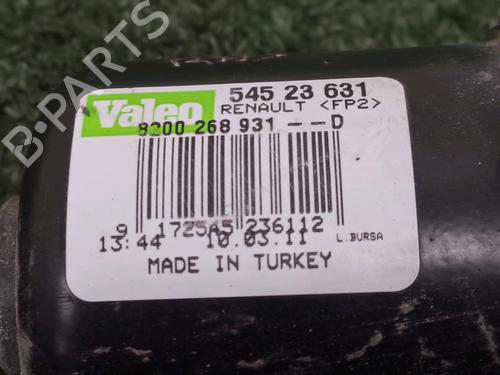 Valeo 545 23 631
RENAULT <FP2>
8200 268 931 -- D
9 172545 236112
13:44 10.03.11 L.BURSA
MADE IN TURKEY